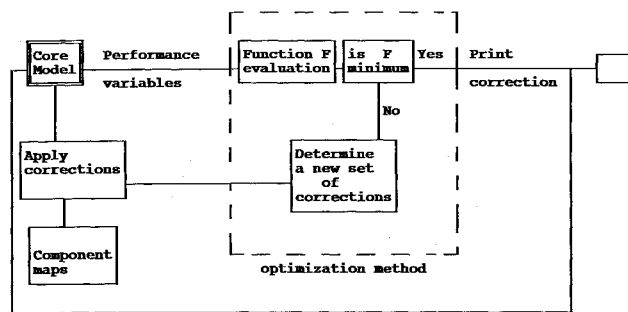 Core
Model
Performance
variables
Function F
evaluation
is F
minimum
Yes
Print
correction
No
Apply
corrections
Determine
a new set
of
corrections
Component
maps
optimization method